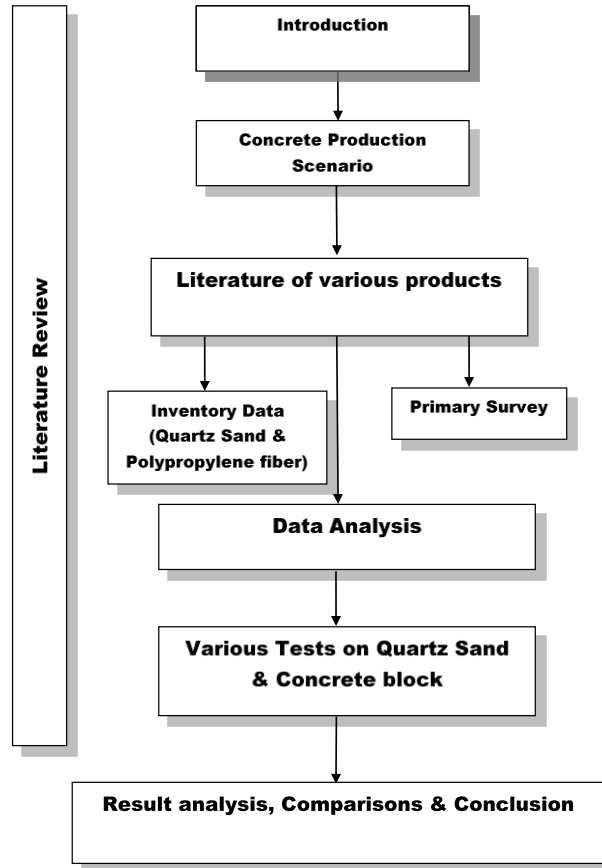 Literature Review
Introduction
Concrete Production
Scenario
Literature of various products
Inventory Data
(Quartz Sand &
Polypropylene fiber)
Primary Survey
Data Analysis
Various Tests on Quartz Sand
& Concrete block
Result analysis, Comparisons & Conclusion